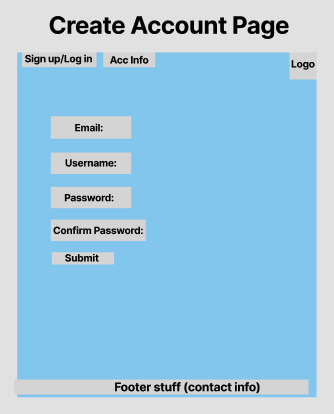 Create Account Page
Sign up/Log in
Acc Info
Logo
Email:
Username:
Password:
Confirm Password:
Submit
Footer stuff (contact info)